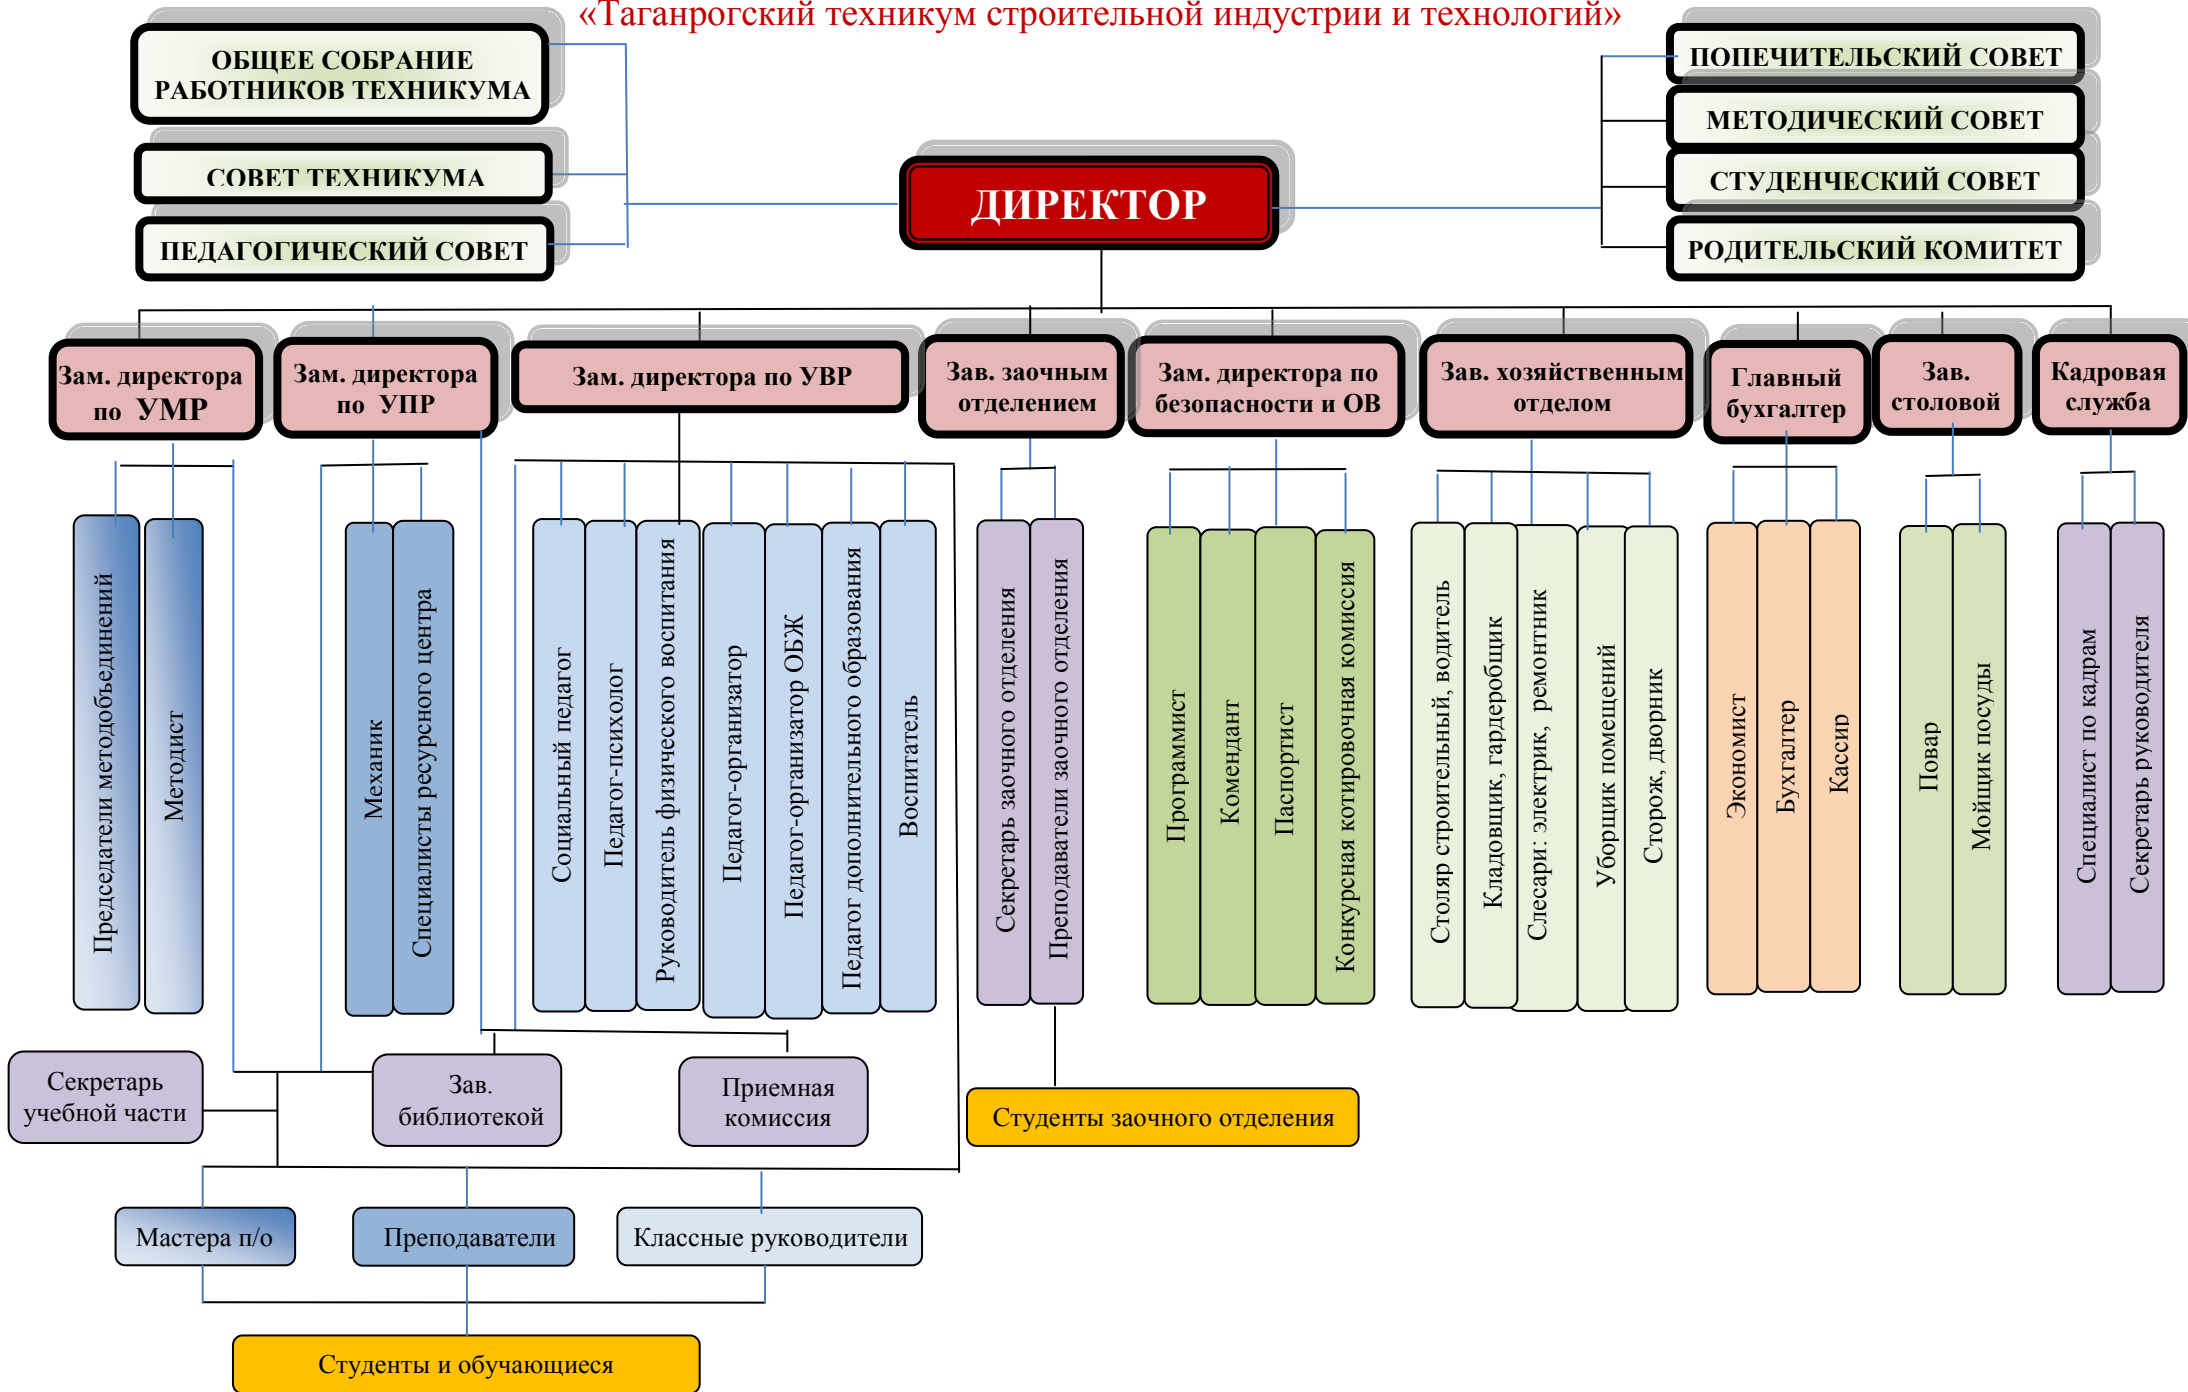 «Таганрогский техникум строительной индустрии и технологий»
ОБЩЕЕ СОБРАНИЕ
РАБОТНИКОВ ТЕХНИКУМА
СОВЕТ ТЕХНИКУМА
ПЕДАГОГИЧЕСКИЙ СОВЕТ
ДИРЕКТОР
ПОПЕЧИТЕЛЬСКИЙ СОВЕТ
МЕТОДИЧЕСКИЙ СОВЕТ
СТУДЕНЧЕСКИЙ СОВЕТ
РОДИТЕЛЬСКИЙ КОМИТЕТ
Зам. директора
по УМР
Зам. директора
по УПР
Зам. директора по УВР
Зав. заочным
отделением
Зам. директора по
безопасности и ОВ
Зав. хозяйственным
отделом
Главный
бухгалтер
Зав.
столовой
Кадровая
служба
Председатели методобъединений
Методист
Механик
Специалисты ресурсного центра
Социальный педагог
Педагог-психолог
Руководитель физического воспитания
Педагог-организатор
Педагог-организатор ОБЖ
Педагог дополнительного образования
Воспитатель
Секретарь заочного отделения
Преподаватели заочного отделения
Программист
Комендант
Паспортист
Конкурсная котировочная комиссия
Столяр строительный, водитель
Кладовщик, гардеробщик
Слесари: электрик, ремонтник
Уборщик помещений
Сторож, дворник
Экономист
Бухгалтер
Кассир
Повар
Мойщик посуды
Специалист по кадрам
Секретарь руководителя
Секретарь
учебной части
Зав.
библиотекой
Приемная
комиссия
Студенты заочного отделения
Мастера п/о
Преподаватели
Классные руководители
Студенты и обучающиеся